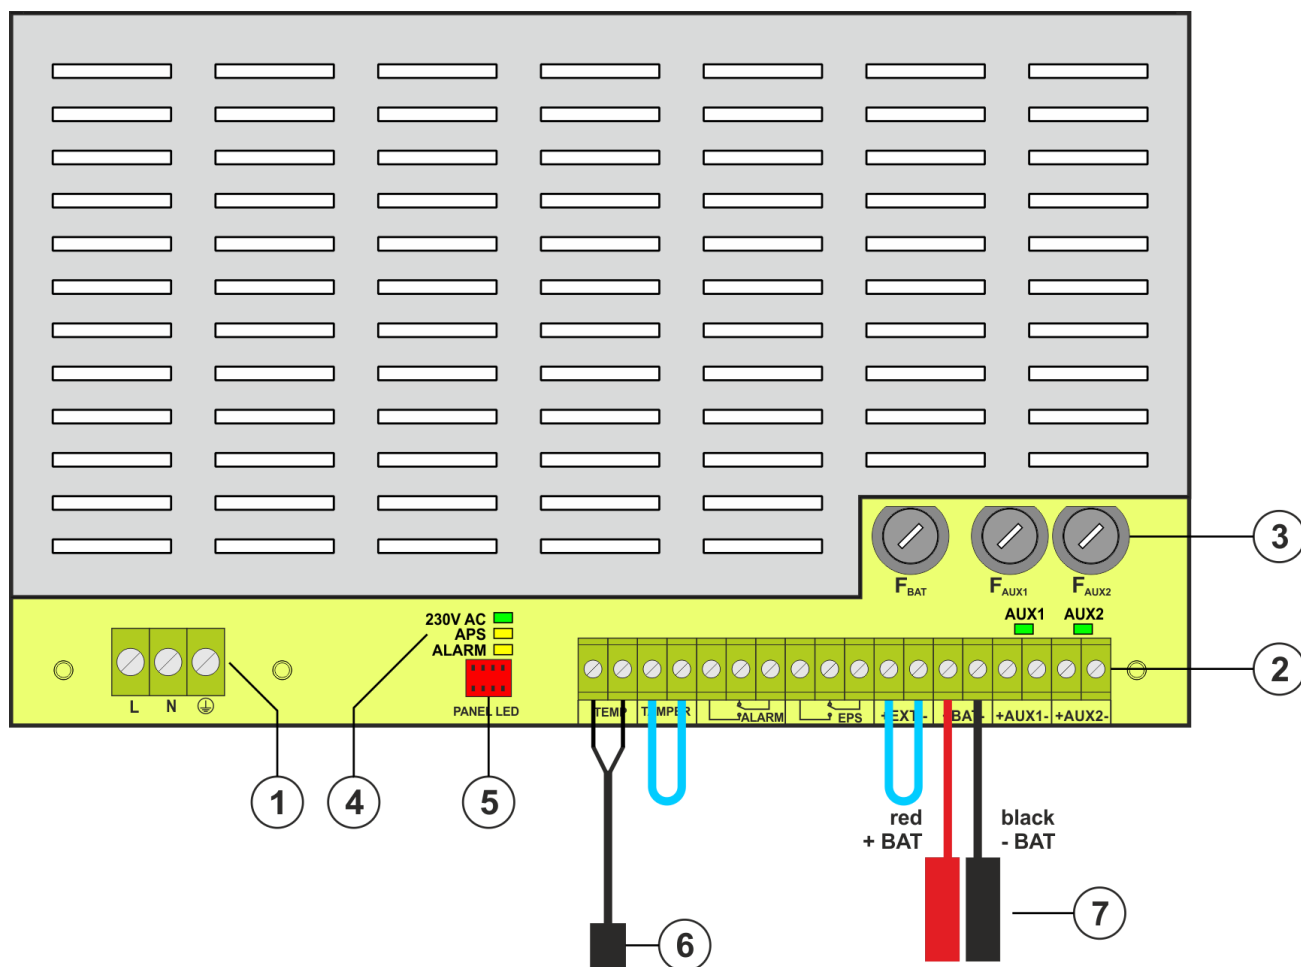 F BAT
F AUX1
F AUX2
3
230V AC
APS
ALARM
AUX1
AUX2
2
L
N
PANEL LED
TEMP
TAMPER
ALARM
EPS
+EXT-
+BAT-
+AUX1-
+AUX2-
1
4
5
red
+ BAT
black
- BAT
6
7